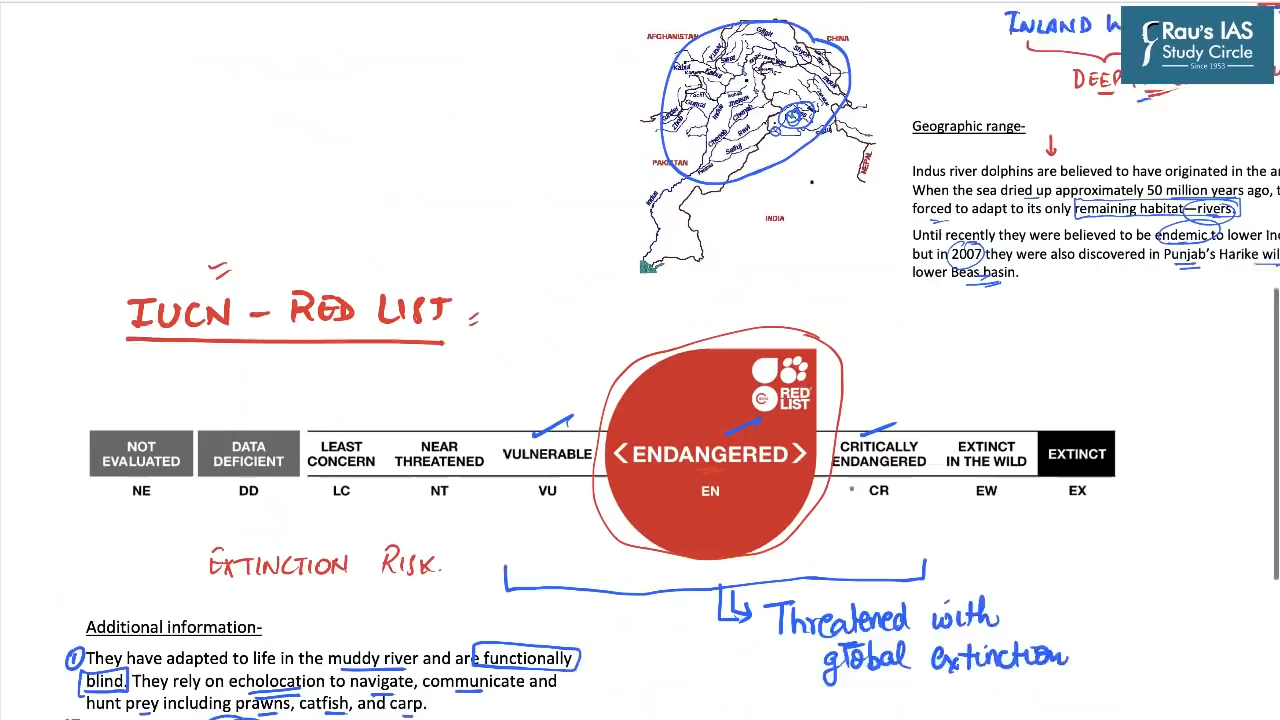 INLAND
Rau's IAS
Study Circle
Since 1953
DEEP
AFGHANISTAN
CHINA
PAKISTAN
NEPAL
INDIA
Indus
Kabul
Gilgit
Chenab
Ravi
Sutlej
Geographic range-
Indus river dolphins are believed to have originated in the
When the sea dried up approximately 50 million years ago,
forced to adapt to its only remaining habitat—rivers.
Until recently they were believed to be endemic to lower
but in 2007 they were also discovered in Punjab's Harike
lower Beas basin.
IUCN - RED LIST
RED
LIST
NOT EVALUATED
DATA DEFICIENT
LEAST CONCERN
NEAR THREATENED
VULNERABLE
<ENDANGERED>
CRITICALLY ENDANGERED
EXTINCT IN THE WILD
EXTINCT
NE DD LC NT VU EN CR EW EX
EXTINCTION RISK.
Threatened with
global extinction
Additional information-
① They have adapted to life in the muddy river and are functionally
blind. They rely on echolocation to navigate, communicate and
hunt prey including prawns, catfish, and carp.